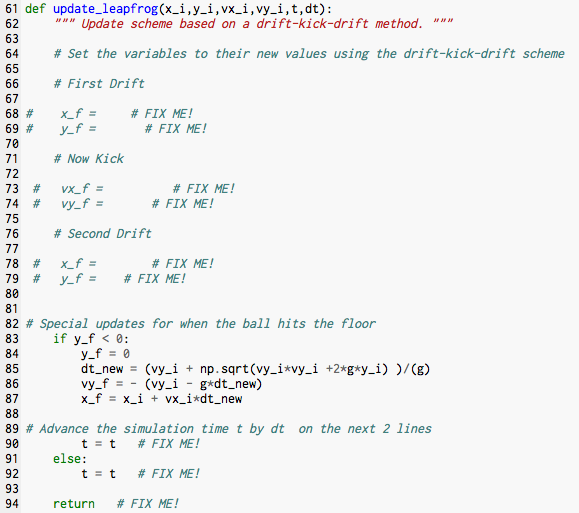 61 def update_leapfrog(x_i,y_i,vx_i,vy_i,t,dt):
62     """ Update scheme based on a drift-kick-drift method. """
63
64     # Set the variables to their new values using the drift-kick-drift scheme
65
66     # First Drift
67
68 #    x_f =     # FIX ME!
69 #    y_f =       # FIX ME!
70
71     # Now Kick
72
73 #   vx_f =          # FIX ME!
74 #   vy_f =       # FIX ME!
75
76     # Second Drift
77
78 #   x_f =        # FIX ME!
79 #   y_f =    # FIX ME!
80
81
82 # Special updates for when the ball hits the floor
83     if y_f < 0:
84         y_f = 0
85         dt_new = (vy_i + np.sqrt(vy_i*vy_i +2*g*y_i) )/(g)
86         vy_f = - (vy_i - g*dt_new)
87         x_f = x_i + vx_i*dt_new
88
89 # Advance the simulation time t by dt  on the next 2 lines
90         t = t   # FIX ME!
91     else:
92         t = t   # FIX ME!
93
94     return   # FIX ME!